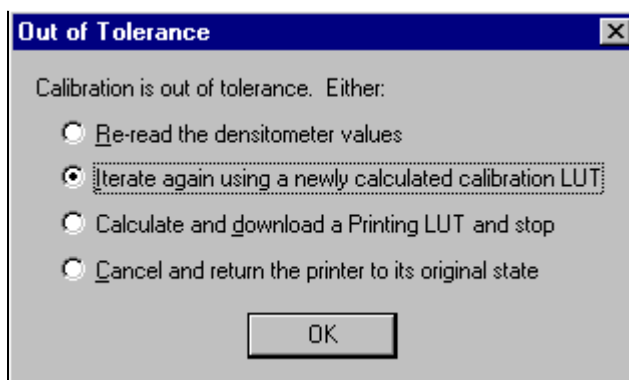 Out of Tolerance
Calibration is out of tolerance.  Either:
Re-read the densitometer values
Iterate again using a newly calculated calibration LUT
Calculate and download a Printing LUT and stop
Cancel and return the printer to its original state
OK